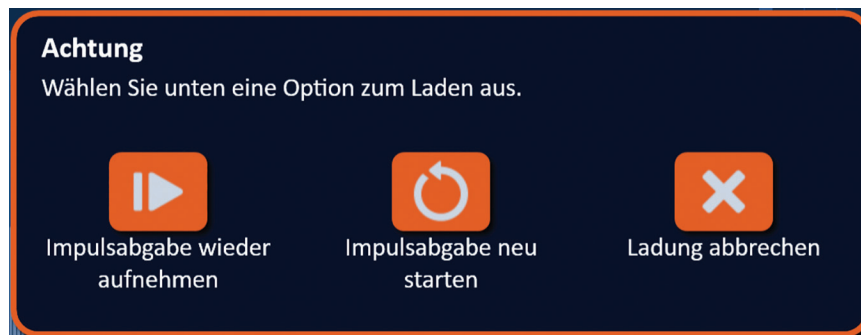 Achtung
Wählen Sie unten eine Option zum Laden aus.
Impulsabgabe wieder
aufnehmen
Impulsabgabe neu
starten
Ladung abbrechen